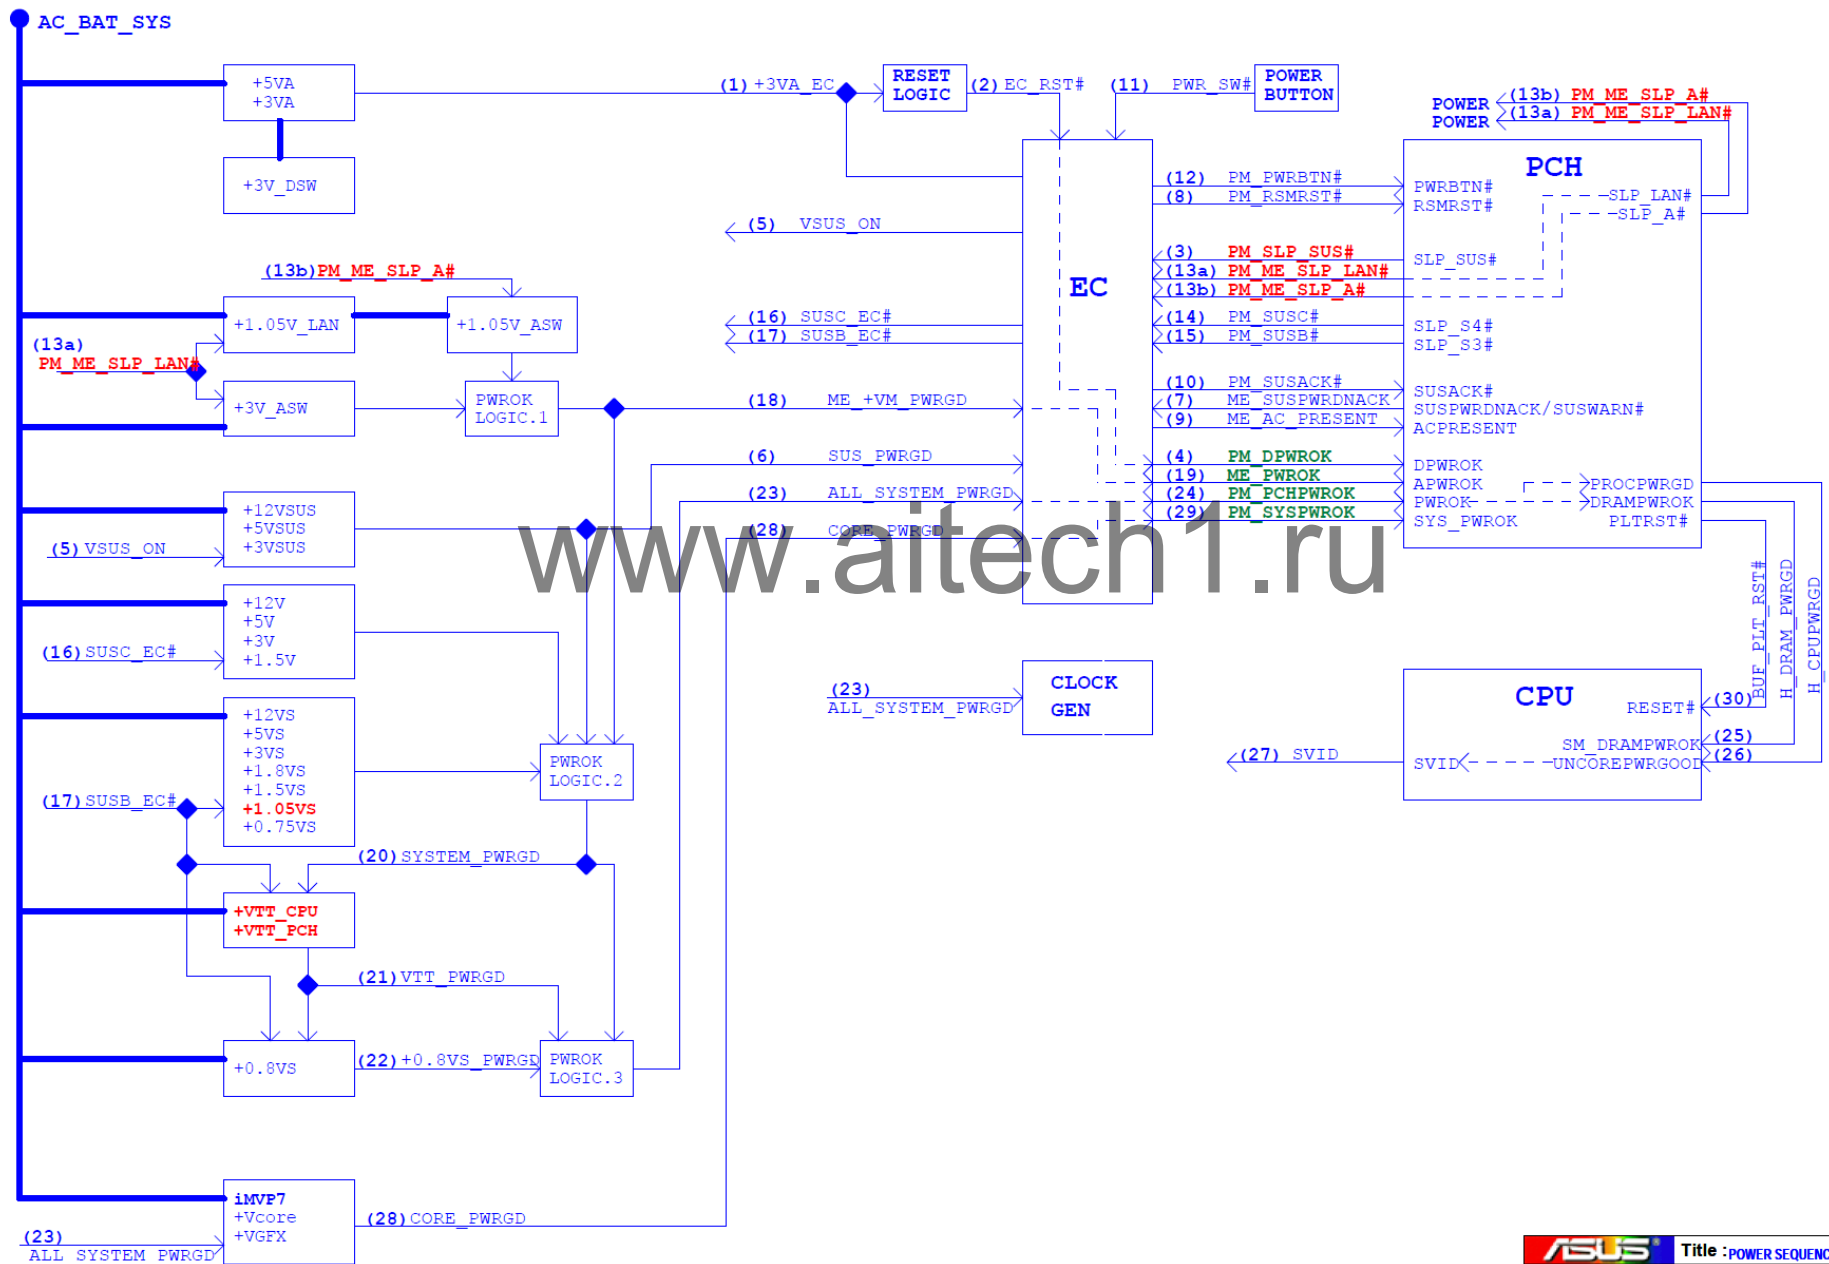 AC_BAT_SYS
+5VA
+3VA
+3V_DSW
(1) +3VA_EC
RESET
LOGIC
(2) EC_RST#
(11) PWR_SW#
POWER
BUTTON
POWER (13b) PM_ME_SLP_A#
POWER (13a) PM_ME_SLP_LAN#
PCH
(12) PM_PWRBTN#
PWRBTN#
(8) PM_RSMRST#
RSMRST#
SLP_LAN#
SLP_A#
(5) VSUS_ON
EC
(3) PM_SLP_SUS#
SLP_SUS#
(13a) PM_ME_SLP_LAN#
(13b) PM_ME_SLP_A#
(13b) PM_ME_SLP_A#
+1.05V_LAN
+1.05V_ASW
(16) SUSC_EC#
(17) SUSB_EC#
(14) PM_SUSC#
SLP_S4#
(15) PM_SUSB#
SLP_S3#
(13a)
PM_ME_SLP_LAN#
+3V_ASW
PWROK
LOGIC.1
(18) ME_+VM_PWRGD
(10) PM_SUSACK#
SUSACK#
(7) ME_SUSPWRDNACK
SUSPWRDNACK/SUSWARN#
(9) ME_AC_PRESENT
ACPRESENT
(6) SUS_PWRGD
(4) PM_DPWROK
DPWROK
(19) ME_PWROK
APWROK
PROCPWRGD
(23) ALL_SYSTEM_PWRGD
(24) PM_PCHPWROK
PWROK
DRAMPWROK
(29) PM_SYSPWROK
SYS_PWROK
PLTRST#
(28) CORE_PWRGD
+12VSUS
+5VSUS
+3VSUS
(5) VSUS_ON
www.aitech1.ru
+12V
+5V
+3V
+1.5V
(16) SUSC_EC#
BUF_PLT_RST#
H_DRAM_PWRGD
H_CPUPWRGD
CLOCK
GEN
(23)
ALL_SYSTEM_PWRGD
CPU
RESET#
(30)
SM_DRAMPWROK
(25)
UNCOREPWRGOOD
(26)
SVID
(27) SVID
+12VS
+5VS
+3VS
+1.8VS
+1.5VS
+1.05VS
+0.75VS
(17) SUSB_EC#
PWROK
LOGIC.2
(20) SYSTEM_PWRGD
+VTT_CPU
+VTT_PCH
(21) VTT_PWRGD
+0.8VS
(22) +0.8VS_PWRGD
PWROK
LOGIC.3
iMVP7
+Vcore
+VGFX
(23)
ALL_SYSTEM_PWRGD
(28) CORE_PWRGD
ASUS
Title : POWER SEQUENC